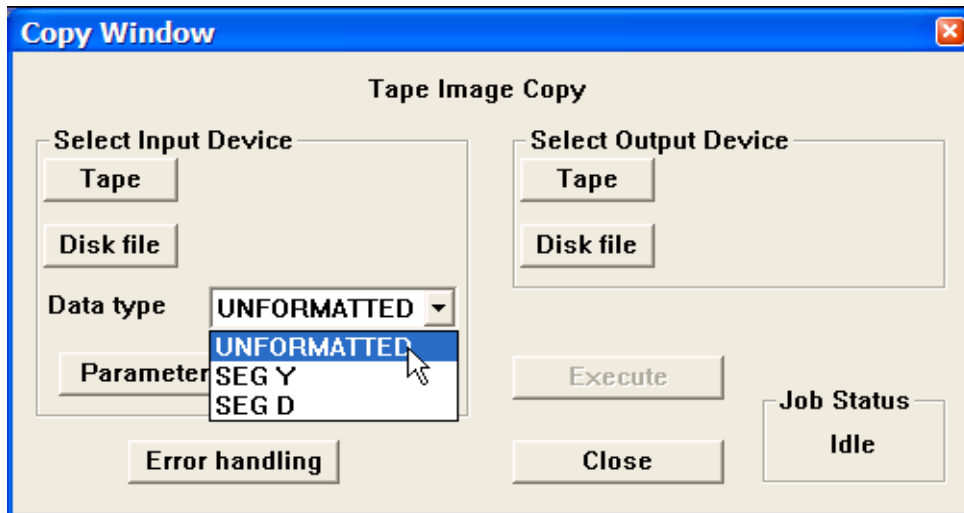 Copy Window
Tape Image Copy
Select Input Device
Tape
Disk file
Data type
UNFORMATTED
UNFORMATTED
SEG Y
SEG D
Parameter
Error handling
Select Output Device
Tape
Disk file
Execute
Close
Job Status
Idle